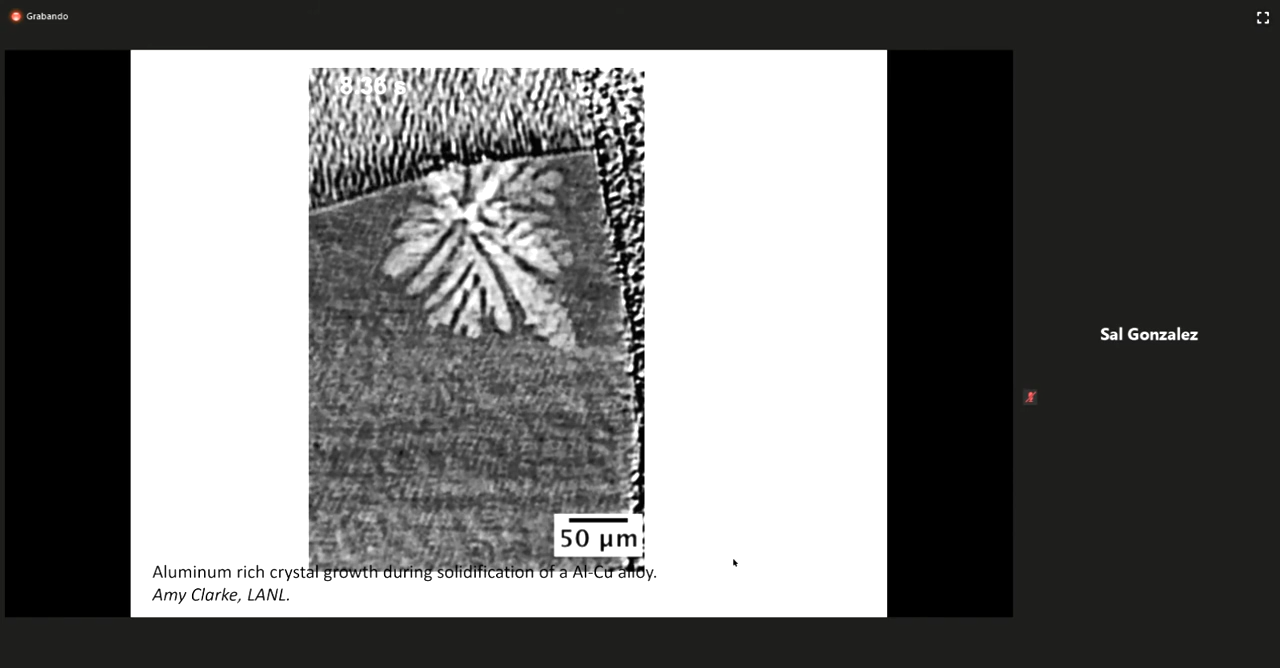 Grabando
8.36 s
Sal Gonzalez
50 μm
Aluminum rich crystal growth during solidification of a Al-Cu alloy.
Amy Clarke, LANL.